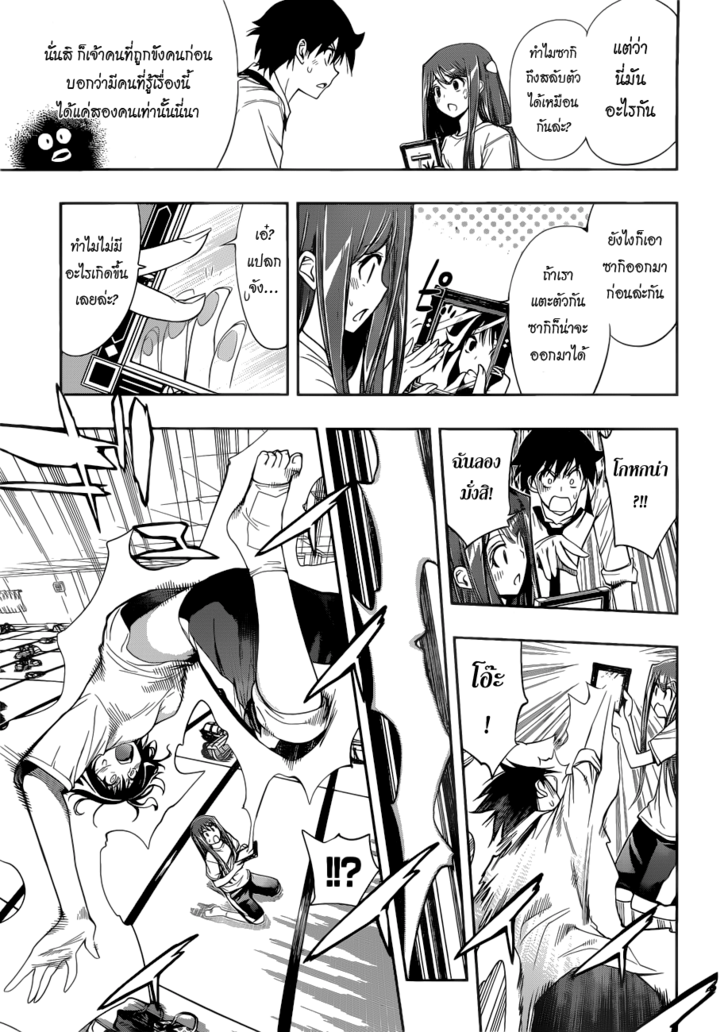 แต่ว่า
นี่มัน
อะไรกัน
ทำไมซากิ
ถึงสลับตัว
ได้เหมือน
กันล่ะ?
นั่นสิ ก็เจ้าคนที่ถูกขังคนก่อน
บอกว่ามีคนที่รู้เรื่องนี้
ได้แค่สองคนเท่านั้นนี่นา
ยังไงก็เอา
ซากิออกมา
ก่อนล่ะกัน
ถ้าเรา
แตะตัวกัน
ซากิก็น่าจะ
ออกมาได้
เอ๋?
แปลก
จัง...
ทำไมไม่มี
อะไรเกิดขึ้น
เลยล่ะ?
โกหกน่า
?!!
ฉันลอง
มั่งสิ!
โอ๊ะ
!
!!?